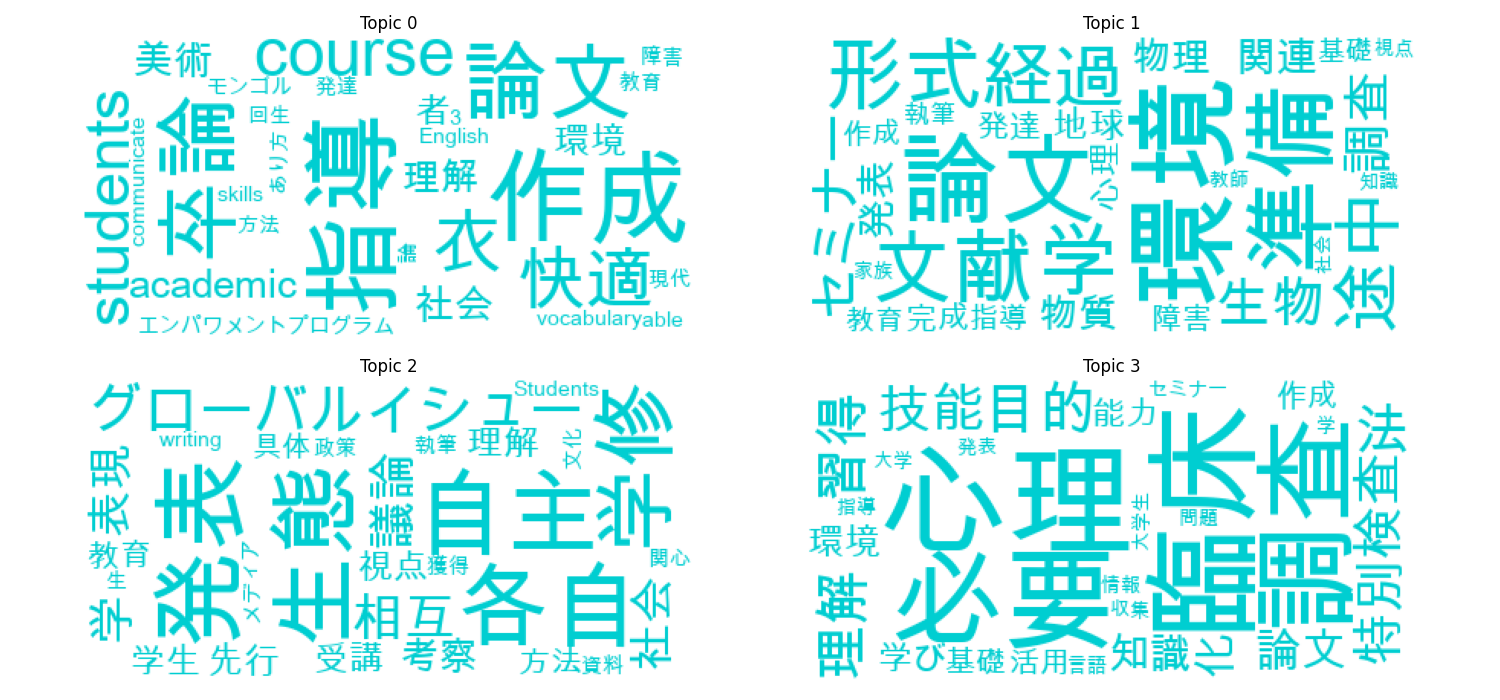 Topic 0
美術
course
論文
障害
教育
モンゴル
発達
students
communicate
卒論
回生
あり方
指導
者
3
English
環境
理解
作成
skills
方法
論
衣
快適
現代
academic
社会
エンパワメントプログラム
vocabulary
able
Topic 1
形式
経過
物理
関連
基礎
視点
執筆
作成
発達
地球
環境
準備
調査
セミナー
発表
論文
心理
教師
知識
家族
文献
学
社会
途中
教育
完成
指導
物質
障害
生物
Topic 2
グローバルイシュー
Students
学修
writing
具体
政策
執筆
理解
文化
表現
発表
生態
議論
自主
教育
生
メディア
視点
獲得
関心
学
相互
各自
社会
学生
先行
受講
考察
方法
資料
Topic 3
習得
技能
目的
能力
セミナー
作成
学
検査法
大学
発表
心理
臨床
調査
指導
大学生
問題
環境
理解
必要
情報
収集
特別
学び
基礎
活用
言語
知識
化
論文